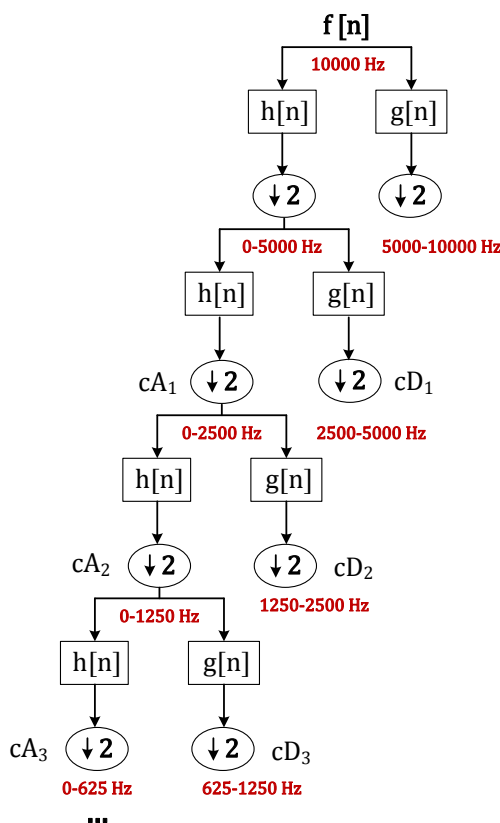 f [n]
10000 Hz
h[n] g[n]
↓ 2 ↓ 2
0-5000 Hz 5000-10000 Hz
h[n] g[n]
cA₁ ↓ 2 ↓ 2 cD₁
0-2500 Hz 2500-5000 Hz
h[n] g[n]
cA₂ ↓ 2 ↓ 2 cD₂
0-1250 Hz 1250-2500 Hz
h[n] g[n]
cA₃ ↓ 2 ↓ 2 cD₃
0-625 Hz 625-1250 Hz
...